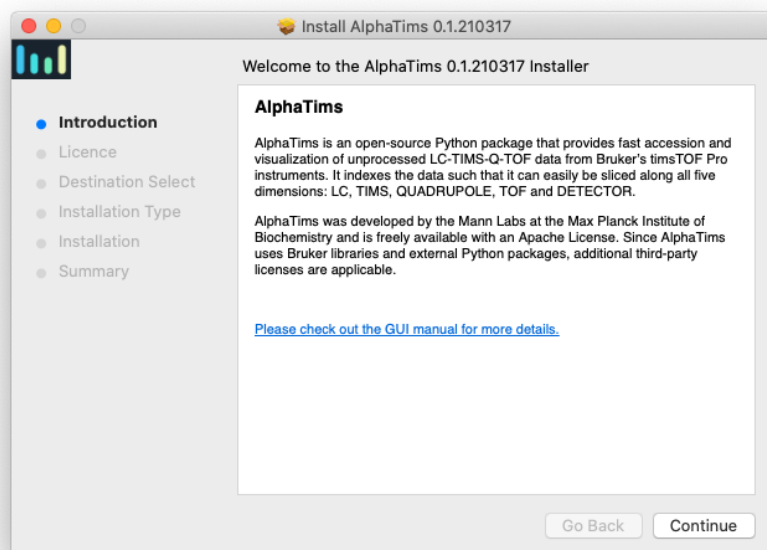 Install AlphaTims 0.1.210317
Welcome to the AlphaTims 0.1.210317 Installer
Introduction
Licence
Destination Select
Installation Type
Installation
Summary
AlphaTims
AlphaTims is an open-source Python package that provides fast accession and
visualization of unprocessed LC-TIMS-Q-TOF data from Bruker's timsTOF Pro
instruments. It indexes the data such that it can easily be sliced along all five
dimensions: LC, TIMS, QUADRUPOLE, TOF and DETECTOR.
AlphaTims was developed by the Mann Labs at the Max Planck Institute of
Biochemistry and is freely available with an Apache License. Since AlphaTims
uses Bruker libraries and external Python packages, additional third-party
licenses are applicable.
Please check out the GUI manual for more details.
Go Back
Continue